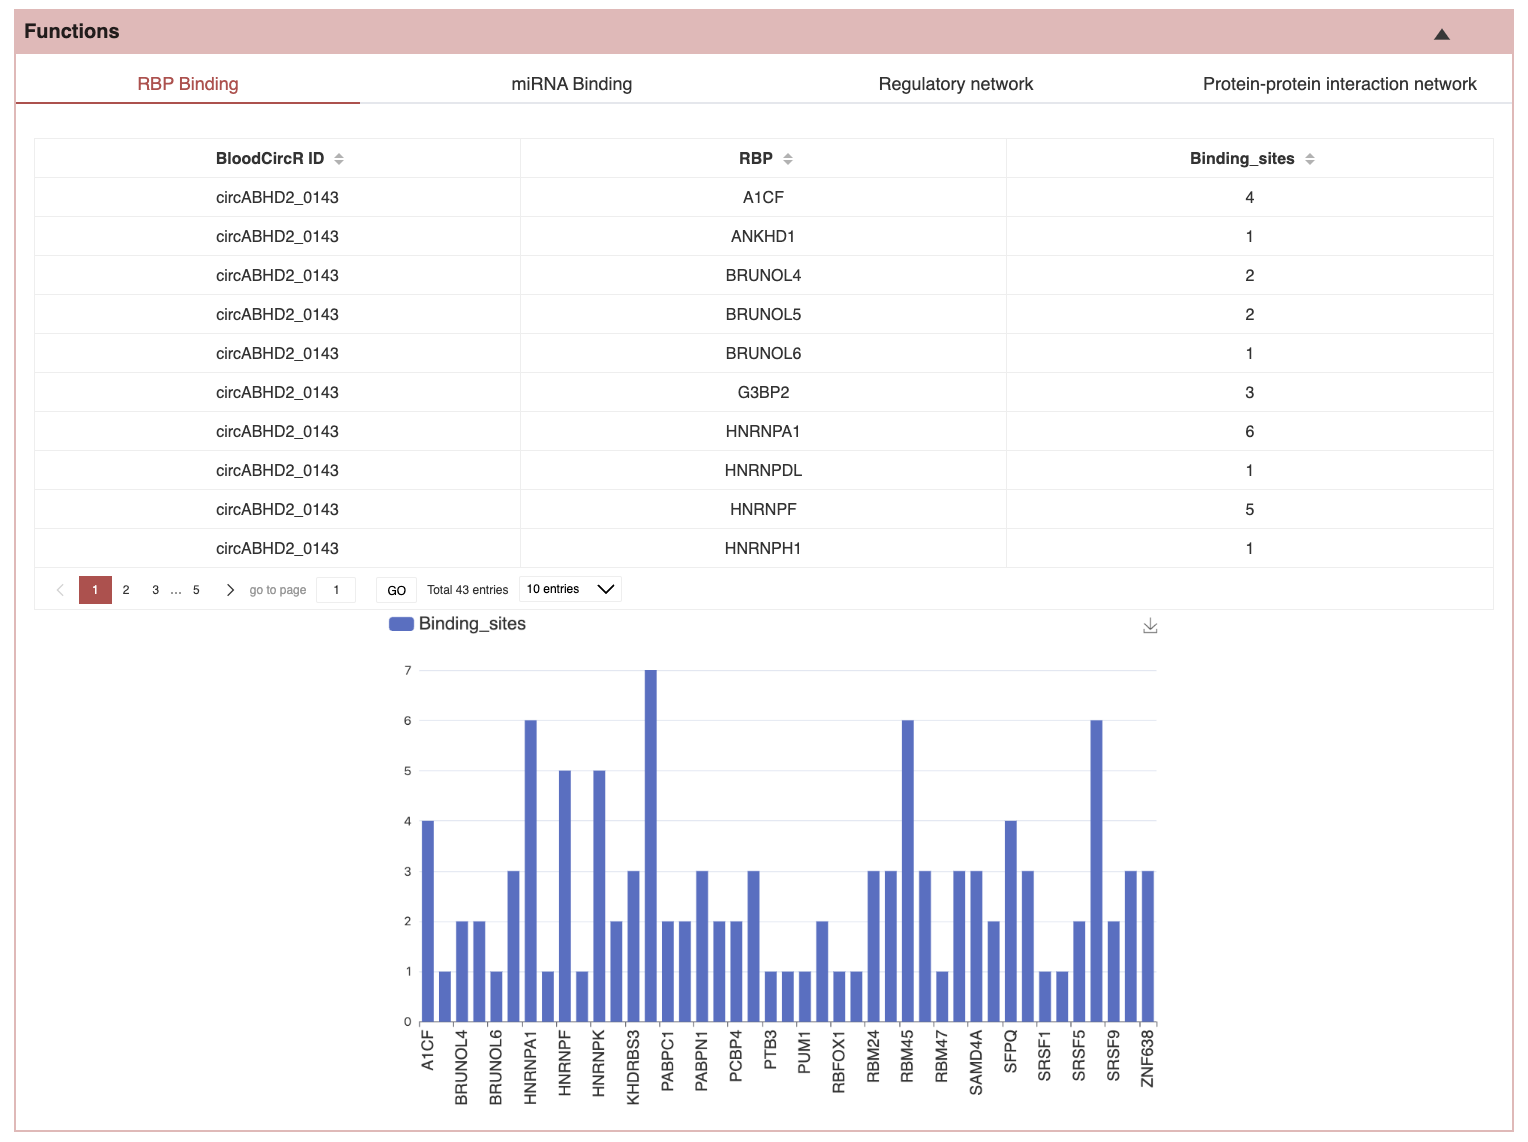 Functions
RBP Binding miRNA Binding Regulatory network Protein-protein interaction network
BloodCircR ID RBP Binding_sites
circABHD2_0143 A1CF 4
circABHD2_0143 ANKHD1 1
circABHD2_0143 BRUNOL4 2
circABHD2_0143 BRUNOL5 2
circABHD2_0143 BRUNOL6 1
circABHD2_0143 G3BP2 3
circABHD2_0143 HNRNPA1 6
circABHD2_0143 HNRNPDL 1
circABHD2_0143 HNRNPF 5
circABHD2_0143 HNRNPH1 1
1 2 3 ... 5 go to page 1 GO Total 43 entries 10 entries
Binding_sites
7
6
5
4
3
2
1
0
A1CF
BRUNOL4
BRUNOL6
HNRNPA1
HNRNPF
HNRNPK
KHDRBS3
PABPC1
PABPN1
PCBP4
PTB3
PUM1
RBFOX1
RBM24
RBM45
RBM47
SAMD4A
SFPQ
SRSF1
SRSF5
SRSF9
ZNF638